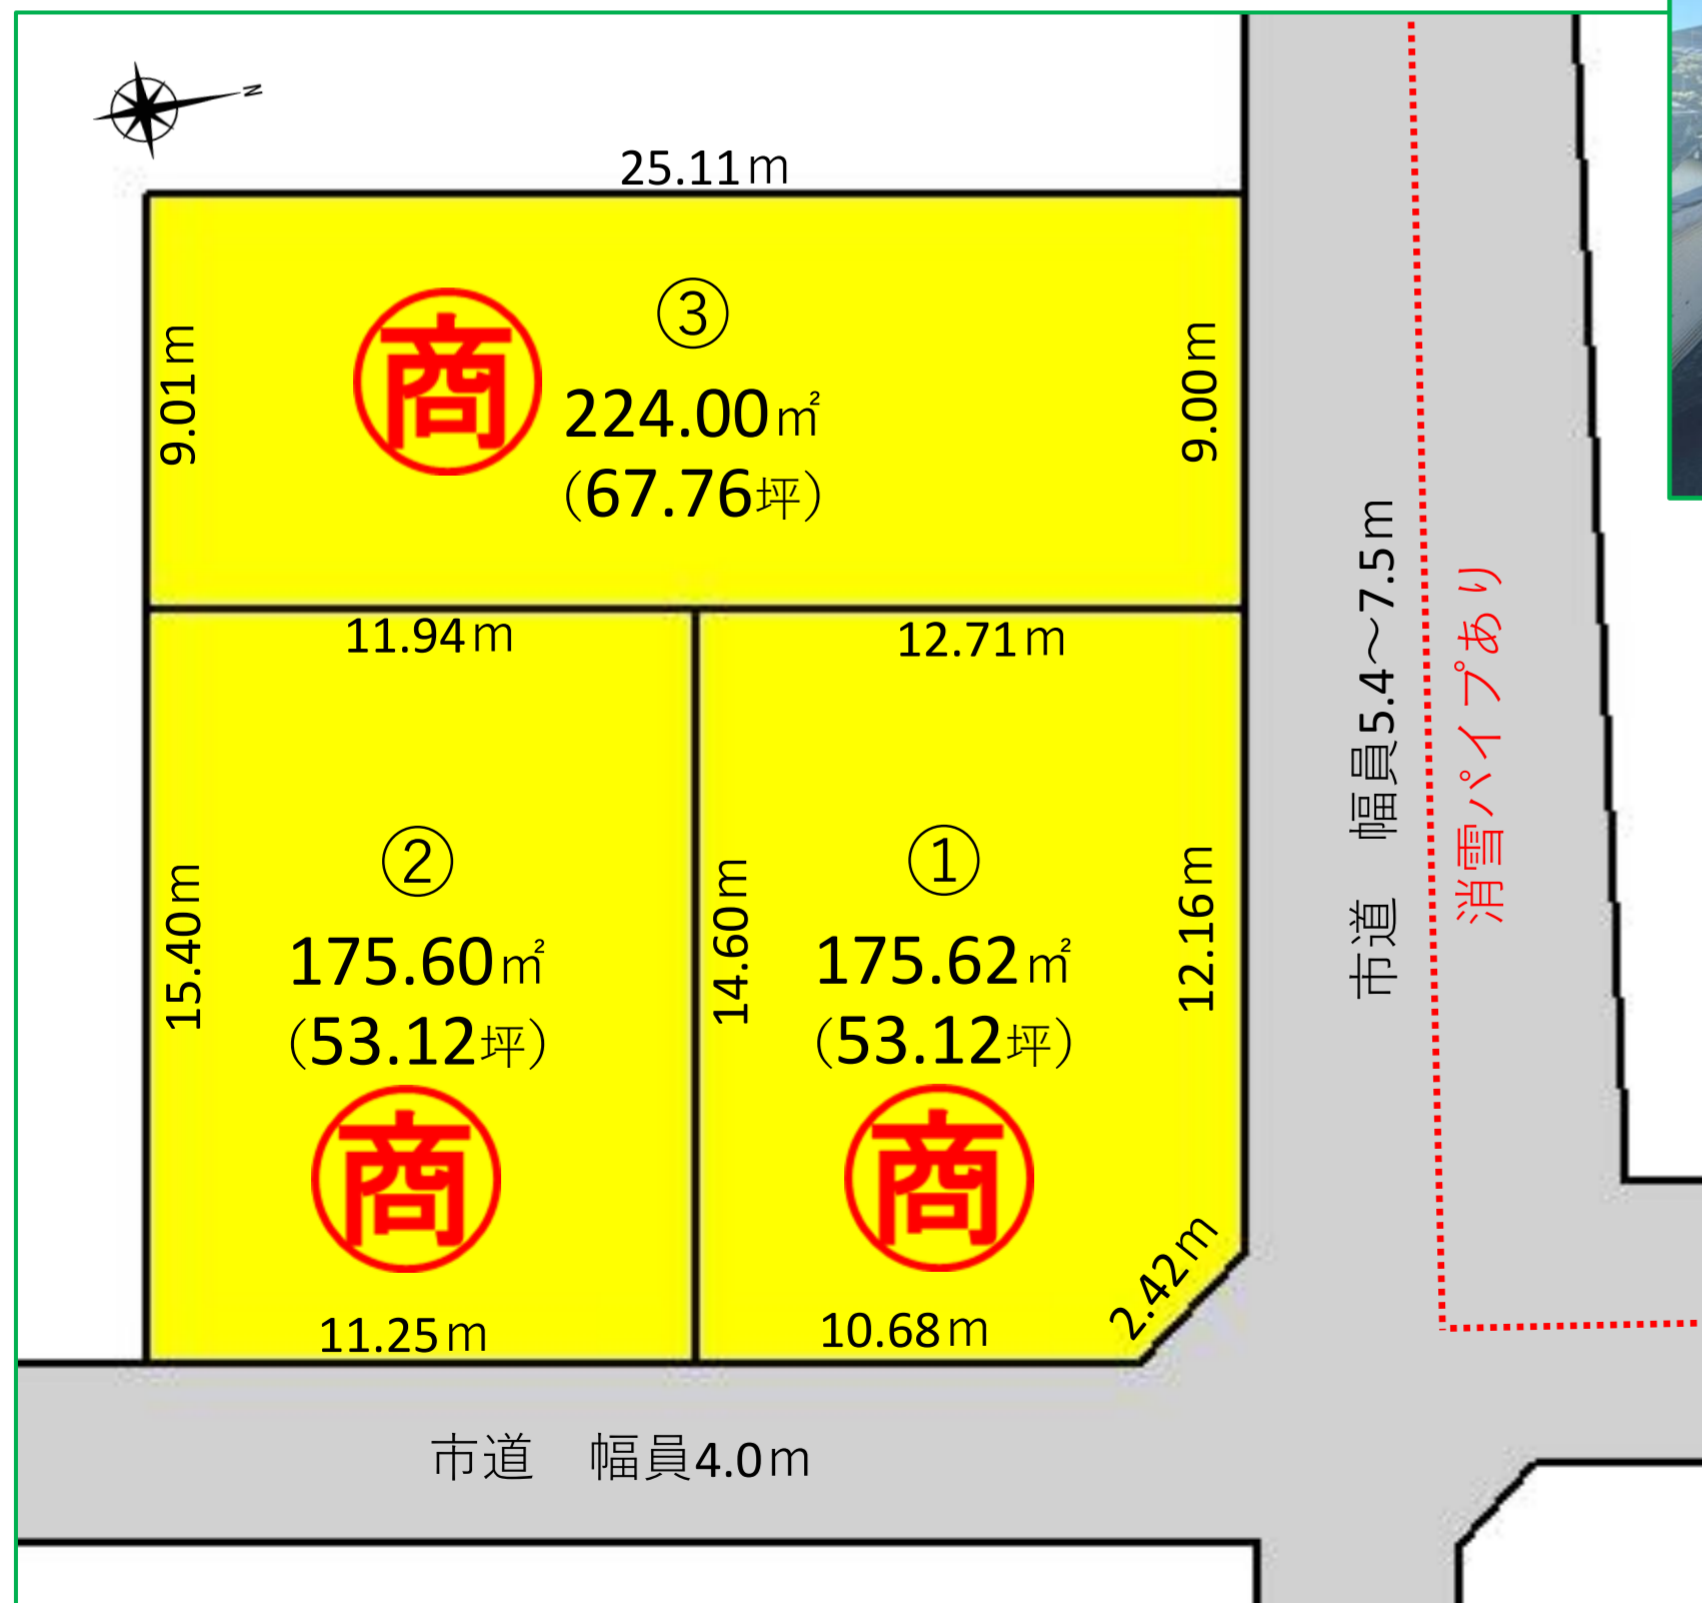 N
25.11m
③
商
224.00㎡
（67.76坪）
9.01m
9.00m
11.94m
12.71m
②
175.60㎡
（53.12坪）
商
15.40m
11.25m
①
175.62㎡
（53.12坪）
商
14.60m
12.16m
10.68m
2.42m
市道　幅員5.4～7.5m
消雪パイプあり
市道　幅員4.0m